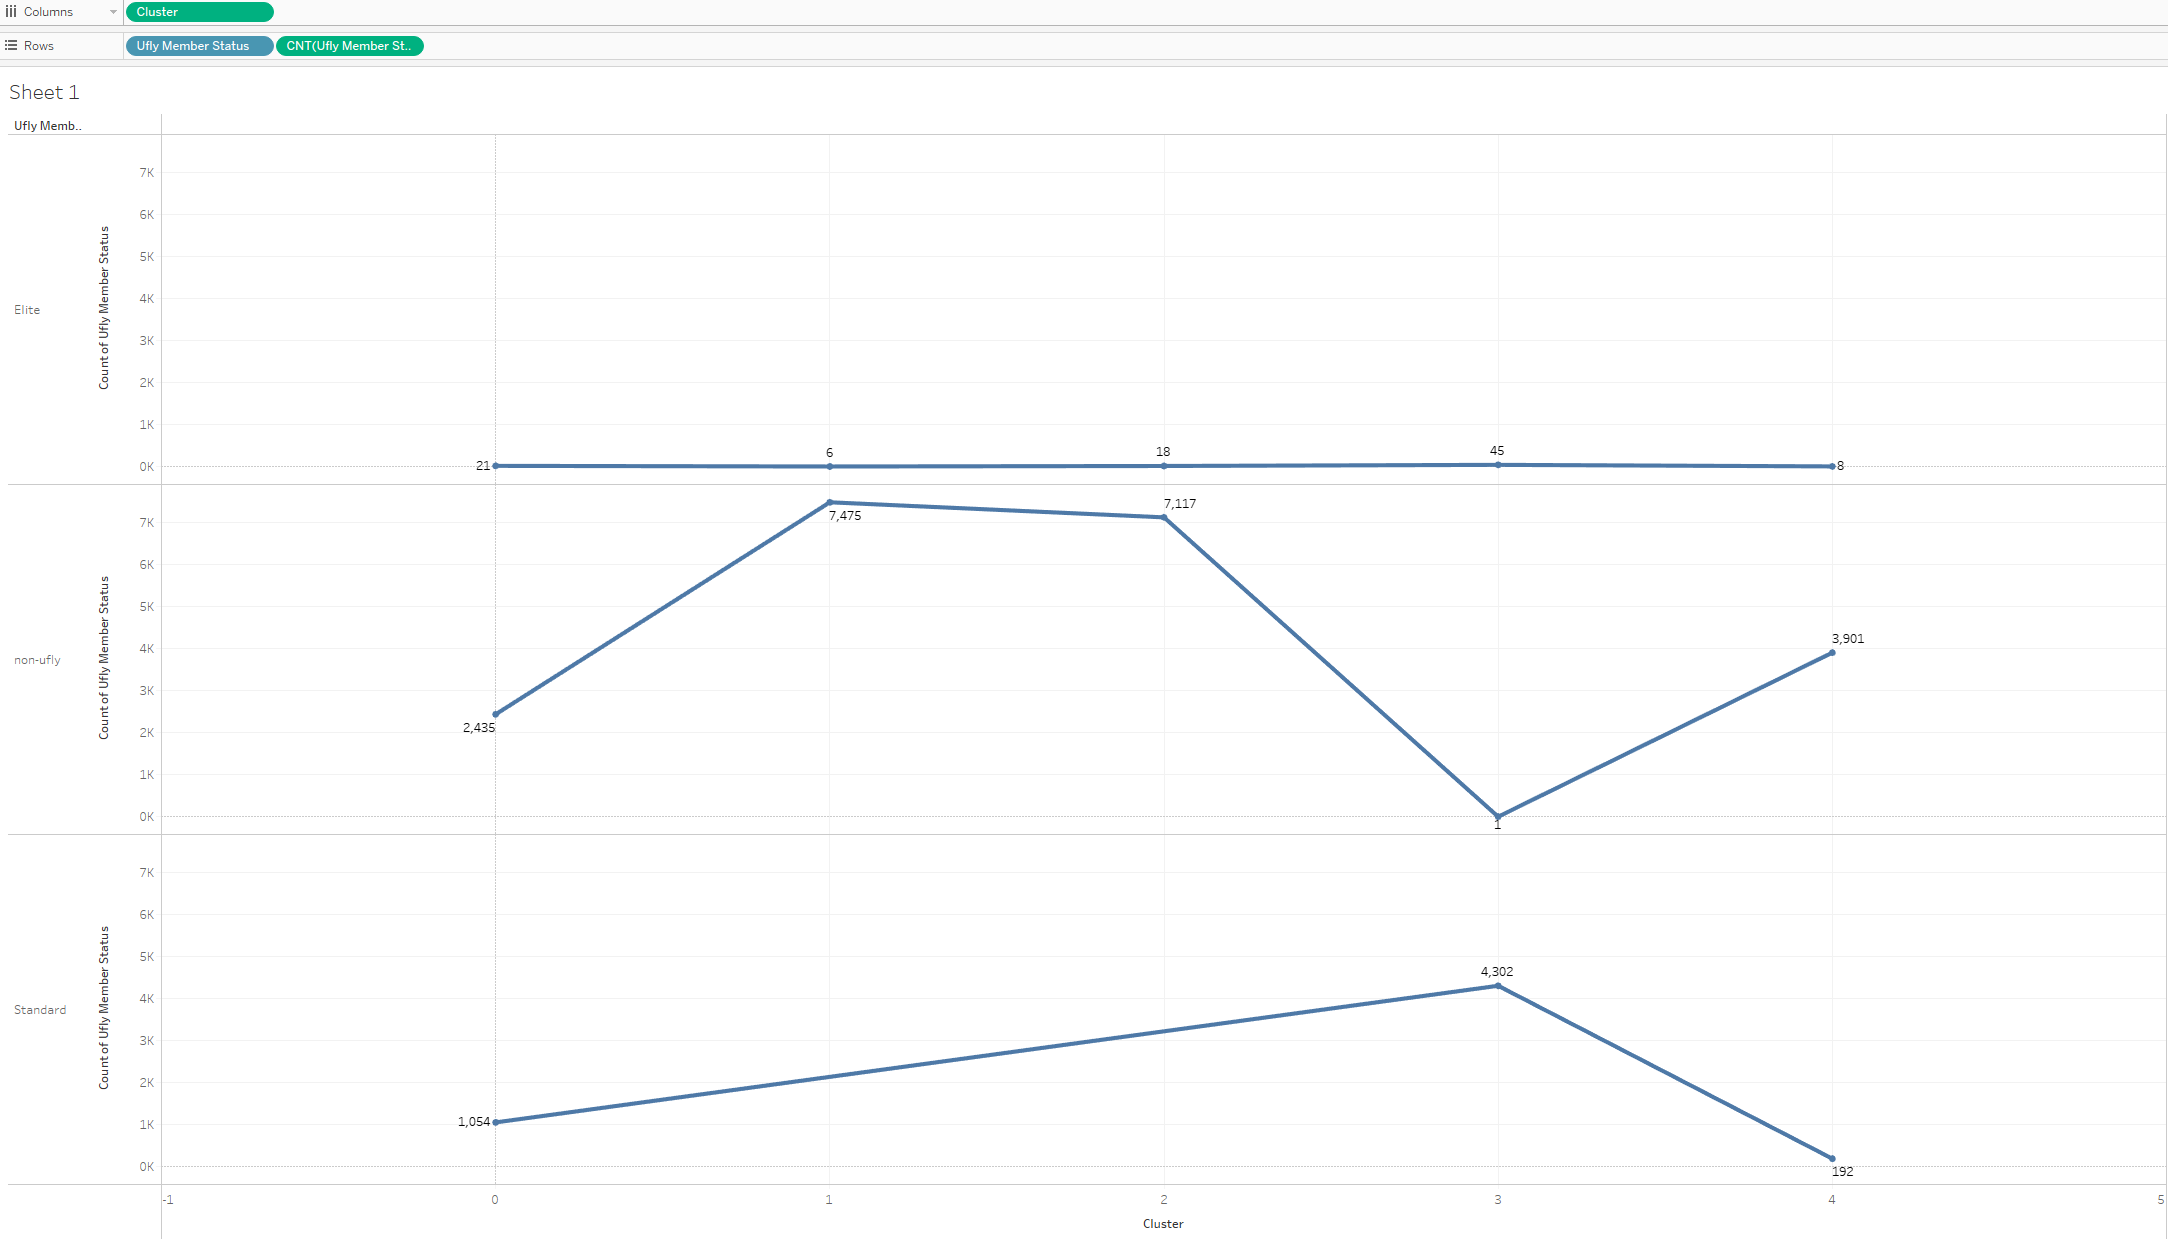 Columns
Cluster
Rows
Ufly Member Status
CNT(Ufly Member St..
Sheet 1
Ufly Memb..
Elite
Count of Ufly Member Status
7K
6K
5K
4K
3K
2K
1K
0K
21
6
18
45
8
non-ufly
Count of Ufly Member Status
7K
6K
5K
4K
3K
2K
1K
0K
2,435
7,475
7,117
1
3,901
Standard
Count of Ufly Member Status
7K
6K
5K
4K
3K
2K
1K
0K
1,054
4,302
192
-1 0 1 2 3 4 5
Cluster